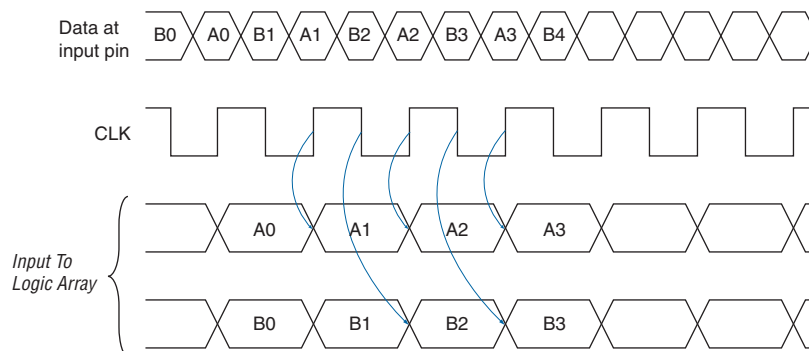 Data at
input pin
B0 A0 B1 A1 B2 A2 B3 A3 B4
CLK
Input To
Logic Array
A0 A1 A2 A3
B0 B1 B2 B3